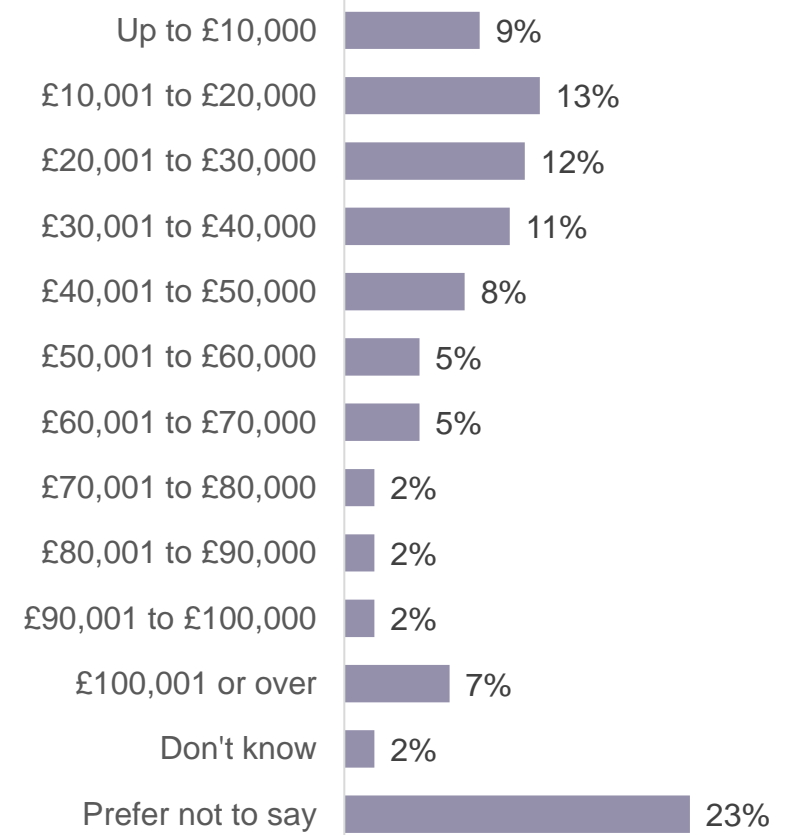 Up to £10,000 9%
£10,001 to £20,000 13%
£20,001 to £30,000 12%
£30,001 to £40,000 11%
£40,001 to £50,000 8%
£50,001 to £60,000 5%
£60,001 to £70,000 5%
£70,001 to £80,000 2%
£80,001 to £90,000 2%
£90,001 to £100,000 2%
£100,001 or over 7%
Don't know 2%
Prefer not to say 23%